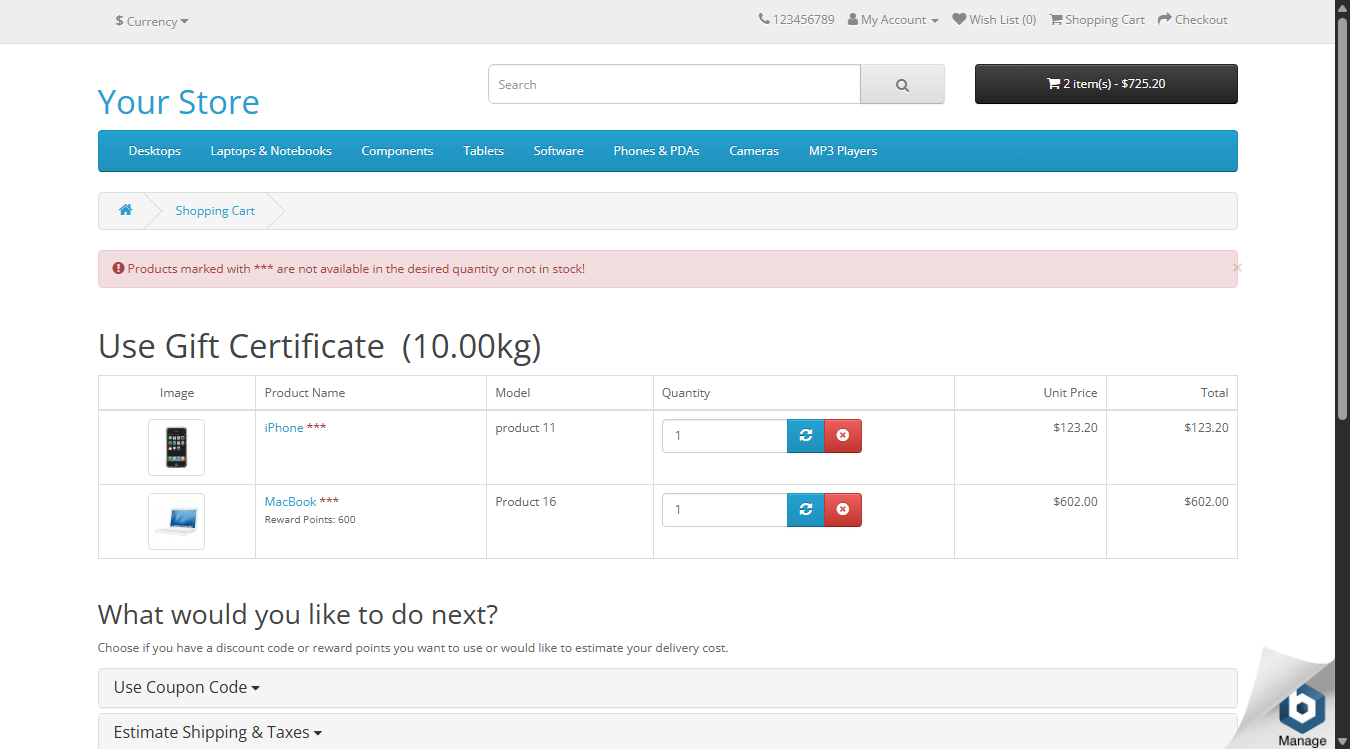 $ Currency
123456789 My Account Wish List (0) Shopping Cart Checkout
Your Store
Search
2 item(s) - $725.20
Desktops Laptops & Notebooks Components Tablets Software Phones & PDAs Cameras MP3 Players
Shopping Cart
Products marked with *** are not available in the desired quantity or not in stock!
×
Use Gift Certificate (10.00kg)
Image Product Name Model Quantity Unit Price Total
iPhone *** product 11 1 $123.20 $123.20
MacBook *** Product 16 1 $602.00 $602.00
Reward Points: 600
What would you like to do next?
Choose if you have a discount code or reward points you want to use or would like to estimate your delivery cost.
Use Coupon Code
Estimate Shipping & Taxes
Manage